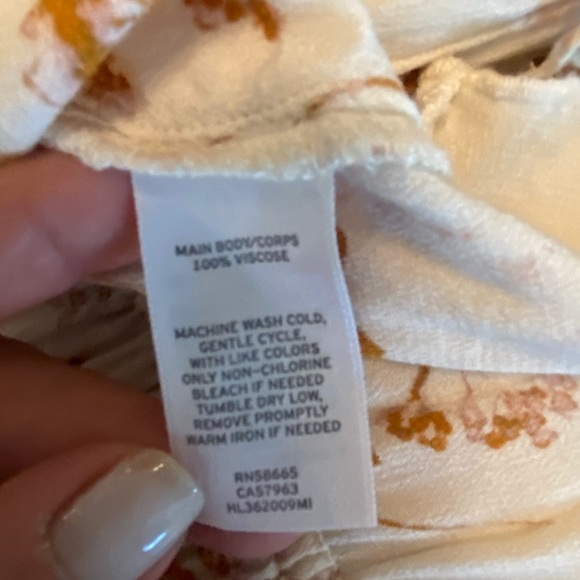 MAIN BODY/CORPS
100% VISCOSE
MACHINE WASH COLD,
GENTLE CYCLE,
WITH LIKE COLORS
ONLY NON-CHLORINE
BLEACH IF NEEDED
TUMBLE DRY LOW,
REMOVE PROMPTLY
WARM IRON IF NEEDED
RN58665
CA57963
HL362009MI